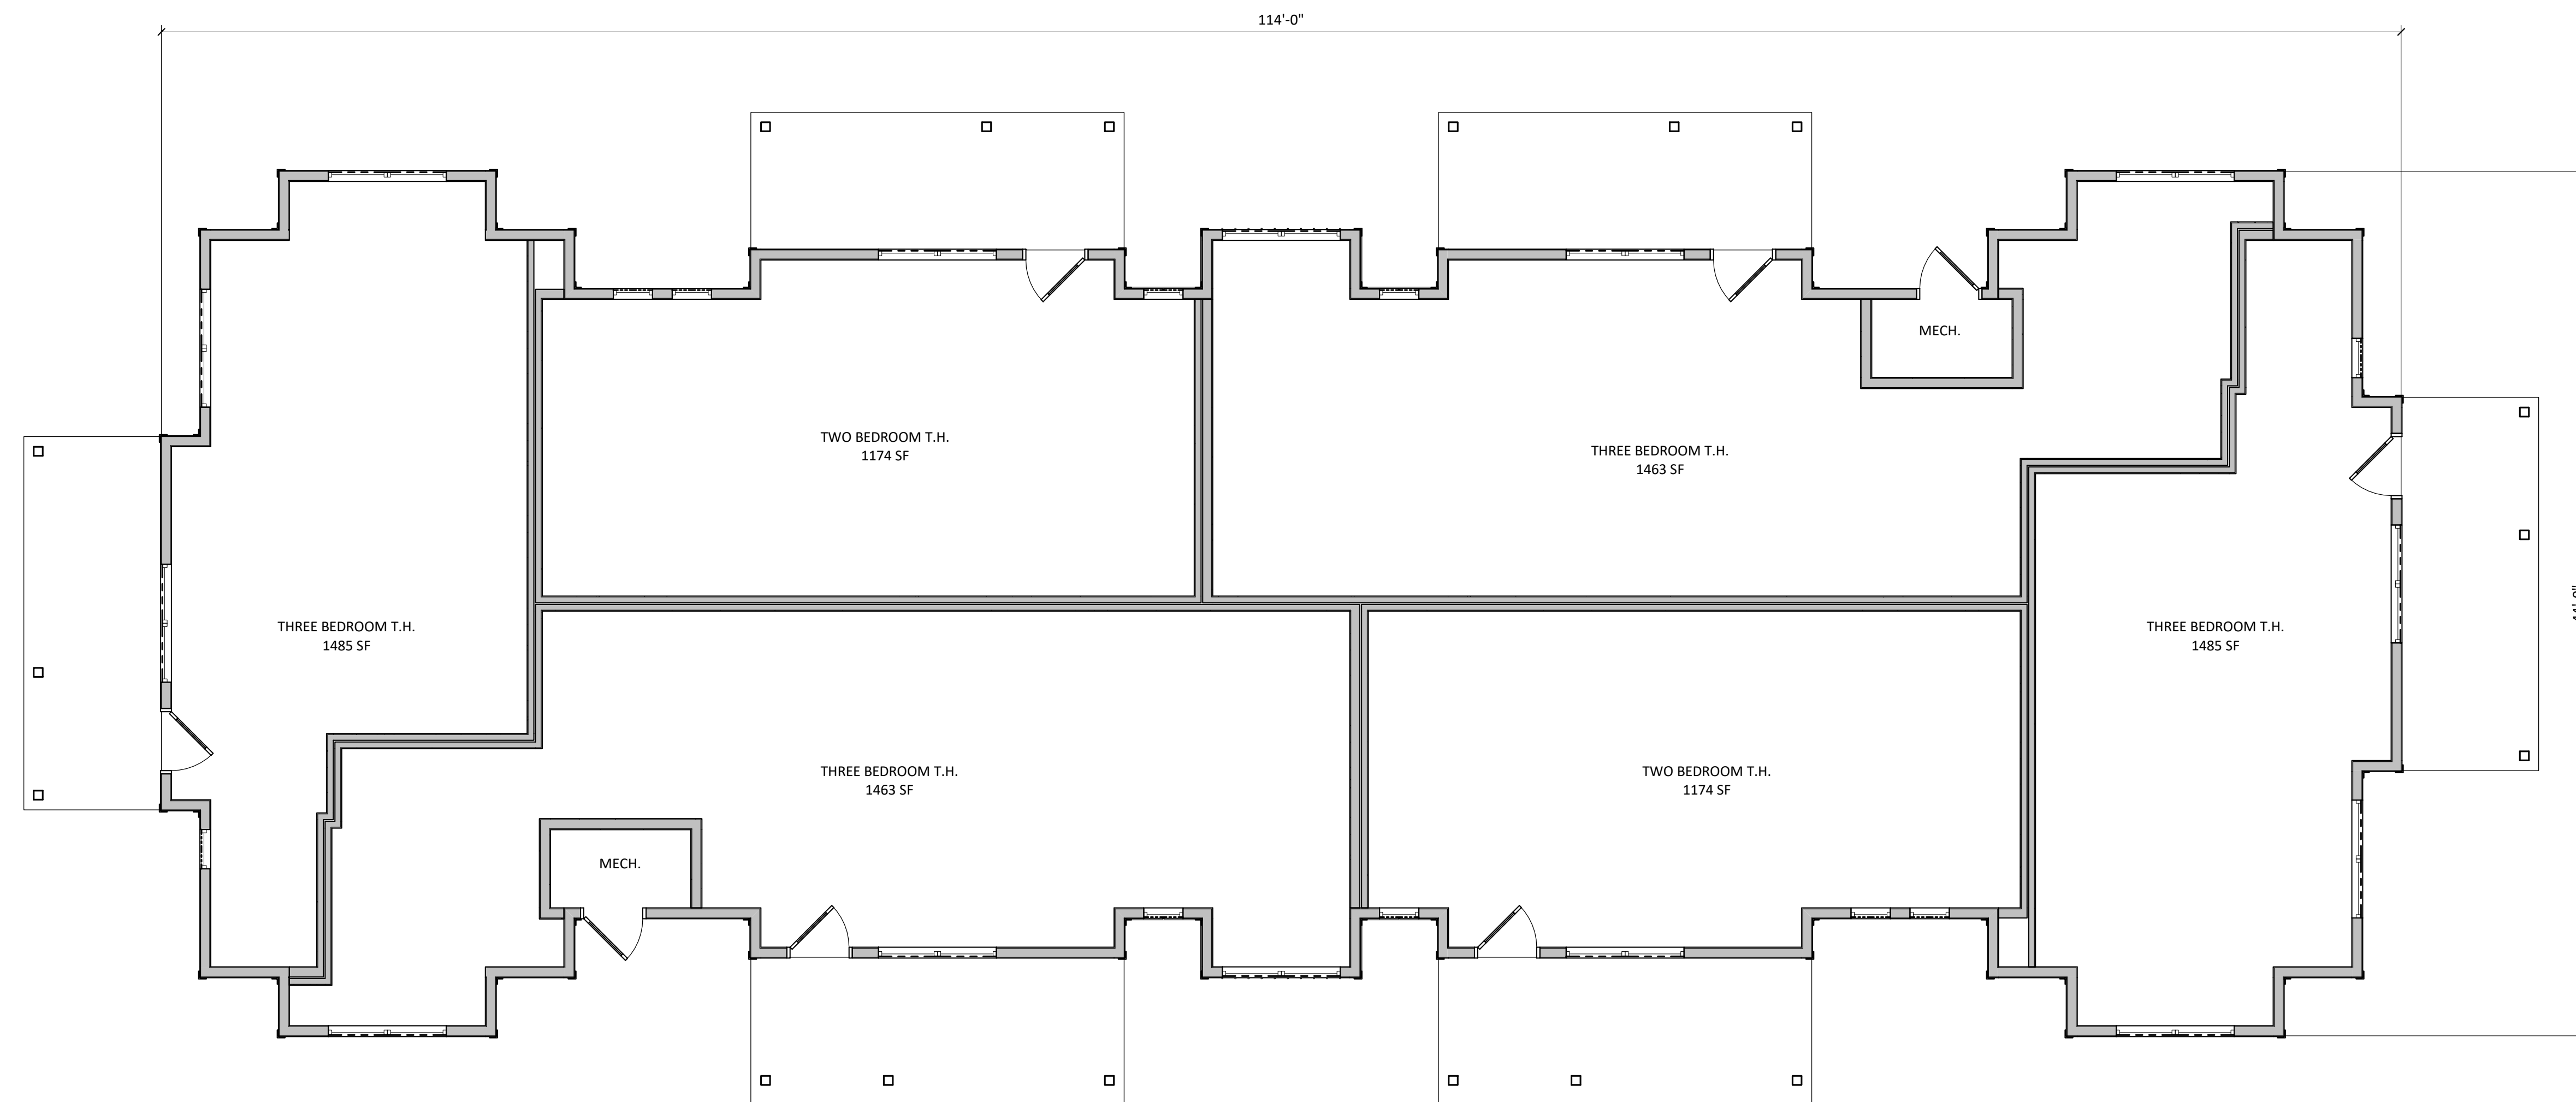 114'-0"
MECH.
TWO BEDROOM T.H.
1174 SF
THREE BEDROOM T.H.
1463 SF
THREE BEDROOM T.H.
1485 SF
THREE BEDROOM T.H.
1485 SF
THREE BEDROOM T.H.
1463 SF
TWO BEDROOM T.H.
1174 SF
MECH.